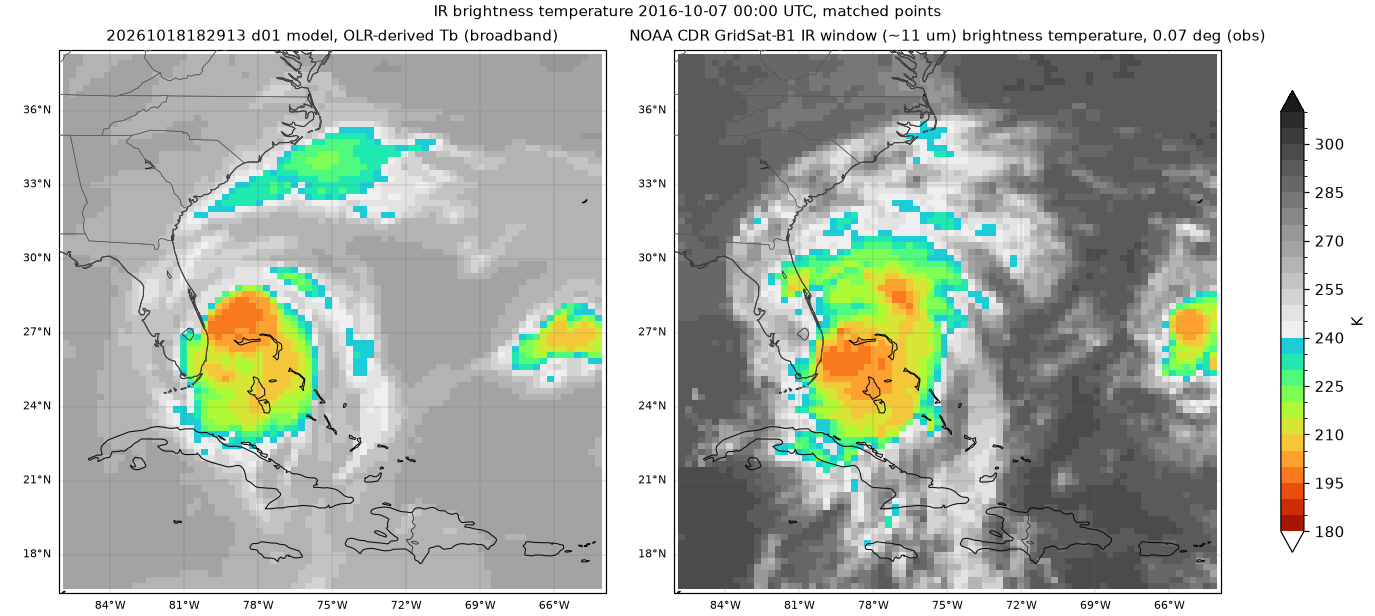 IR brightness temperature 2016-10-07 00:00 UTC, matched points
20261018182913 d01 model, OLR-derived Tb (broadband)
NOAA CDR GridSat-B1 IR window (~11 um) brightness temperature, 0.07 deg (obs)
36°N
33°N
30°N
27°N
24°N
21°N
18°N
84°W 81°W 78°W 75°W 72°W 69°W 66°W
36°N
33°N
30°N
27°N
24°N
21°N
18°N
84°W 81°W 78°W 75°W 72°W 69°W 66°W
300
285
270
255
240
225
210
195
180
K